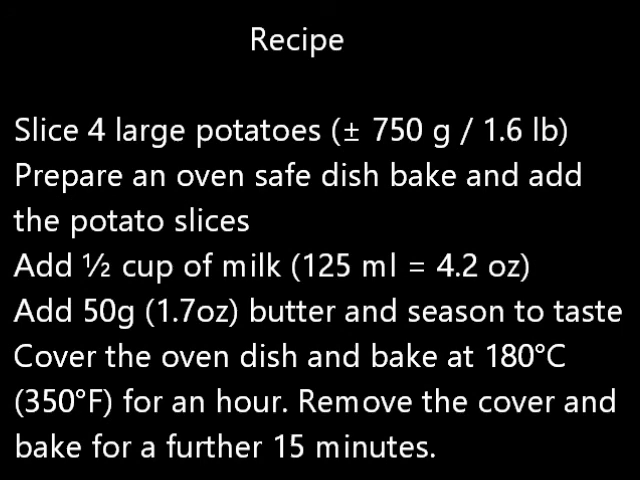 Recipe
Slice 4 large potatoes (± 750 g / 1.6 lb)
Prepare an oven safe dish bake and add
the potato slices
Add ½ cup of milk (125 ml = 4.2 oz)
Add 50g (1.7oz) butter and season to taste
Cover the oven dish and bake at 180°C
(350°F) for an hour. Remove the cover and
bake for a further 15 minutes.